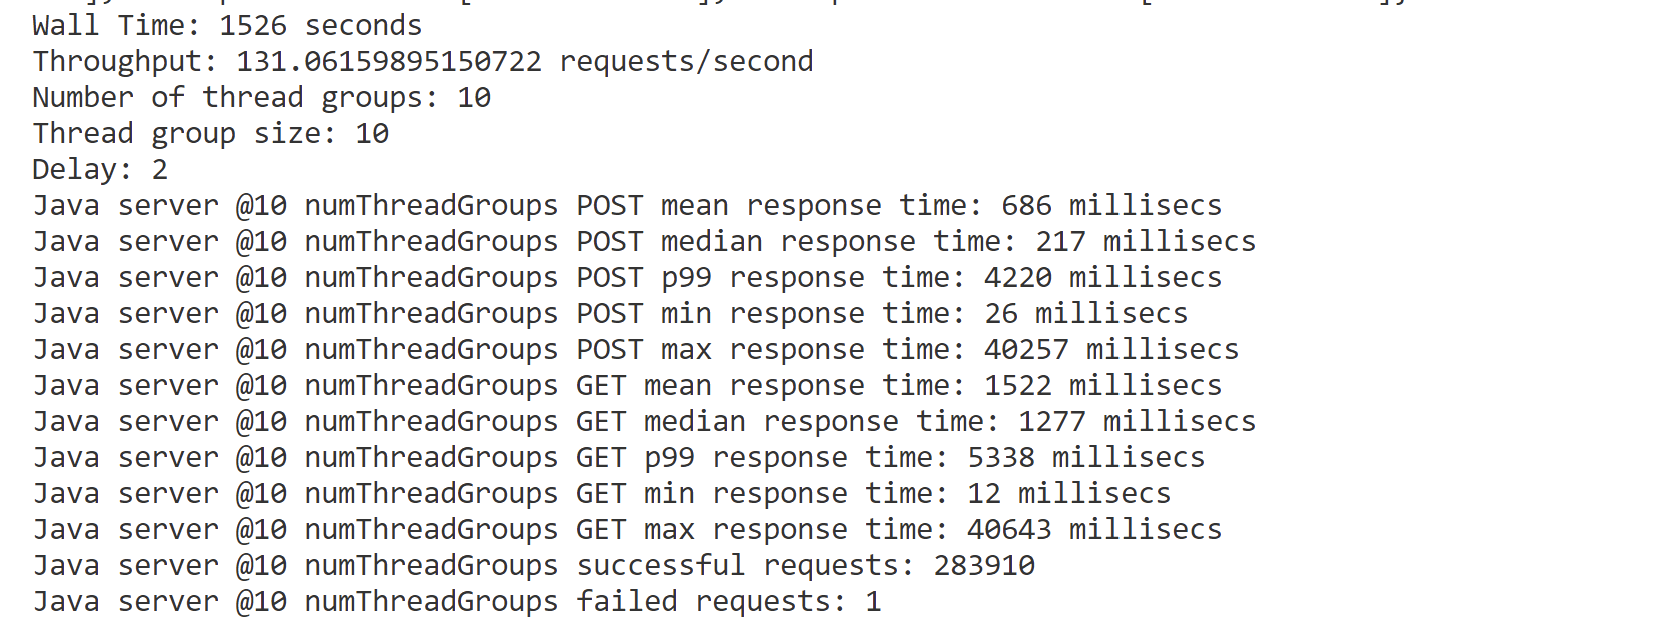 Wall Time: 1526 seconds
Throughput: 131.06159895150722 requests/second
Number of thread groups: 10
Thread group size: 10
Delay: 2
Java server @10 numThreadGroups POST mean response time: 686 millisecs
Java server @10 numThreadGroups POST median response time: 217 millisecs
Java server @10 numThreadGroups POST p99 response time: 4220 millisecs
Java server @10 numThreadGroups POST min response time: 26 millisecs
Java server @10 numThreadGroups POST max response time: 40257 millisecs
Java server @10 numThreadGroups GET mean response time: 1522 millisecs
Java server @10 numThreadGroups GET median response time: 1277 millisecs
Java server @10 numThreadGroups GET p99 response time: 5338 millisecs
Java server @10 numThreadGroups GET min response time: 12 millisecs
Java server @10 numThreadGroups GET max response time: 40643 millisecs
Java server @10 numThreadGroups successful requests: 283910
Java server @10 numThreadGroups failed requests: 1